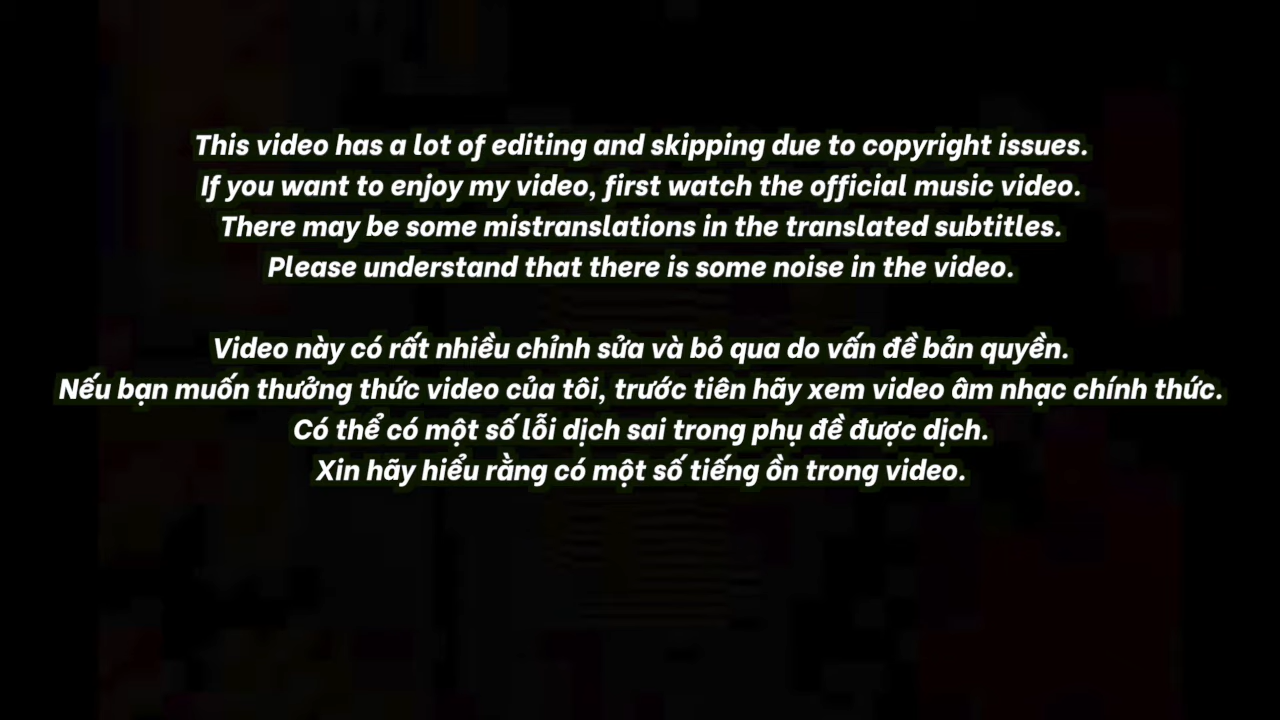 This video has a lot of editing and skipping due to copyright issues.
If you want to enjoy my video, first watch the official music video.
There may be some mistranslations in the translated subtitles.
Please understand that there is some noise in the video.
Video này có rất nhiều chỉnh sửa và bỏ qua do vấn đề bản quyền.
Nếu bạn muốn thưởng thức video của tôi, trước tiên hãy xem video âm nhạc chính thức.
Có thể có một số lỗi dịch sai trong phụ đề được dịch.
Xin hãy hiểu rằng có một số tiếng ồn trong video.